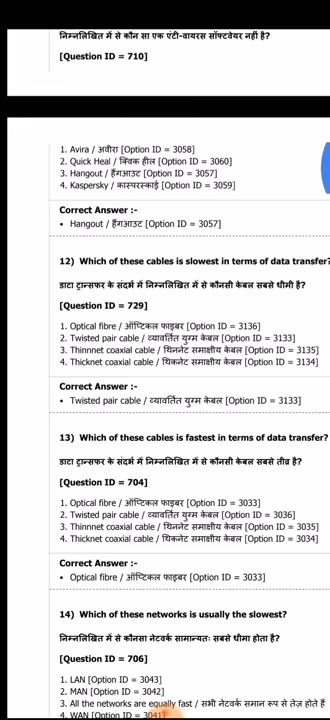 निम्नलिखित में से कौन सा एक एंटी-वायरस सॉफ्टवेयर नहीं है?
[Question ID = 710]
1. Avira / अवीरा [Option ID = 3058]
2. Quick Heal / क्विक हील [Option ID = 3060]
3. Hangout / हैंगआउट [Option ID = 3057]
4. Kaspersky / कास्परस्काई [Option ID = 3059]
Correct Answer :-
• Hangout / हैंगआउट [Option ID = 3057]
12) Which of these cables is slowest in terms of data transfer?
डाटा ट्रान्सफर के संदर्भ में निम्नलिखित में से कौनसी केबल सबसे धीमी है?
[Question ID = 729]
1. Optical fibre / ऑप्टिकल फाइबर [Option ID = 3136]
2. Twisted pair cable / व्यावर्तित युग्म केबल [Option ID = 3133]
3. Thinnnet coaxial cable / थिननेट समाक्षीय केबल [Option ID = 3135]
4. Thicknet coaxial cable / थिकनेट समाक्षीय केबल [Option ID = 3134]
Correct Answer :-
• Twisted pair cable / व्यावर्तित युग्म केबल [Option ID = 3133]
13) Which of these cables is fastest in terms of data transfer?
डाटा ट्रान्सफर के संदर्भ में निम्नलिखित में से कौनसी केबल सबसे तीव्र है?
[Question ID = 704]
1. Optical fibre / ऑप्टिकल फाइबर [Option ID = 3033]
2. Twisted pair cable / व्यावर्तित युग्म केबल [Option ID = 3036]
3. Thinnnet coaxial cable / थिननेट समाक्षीय केबल [Option ID = 3035]
4. Thicknet coaxial cable / थिकनेट समाक्षीय केबल [Option ID = 3034]
Correct Answer :-
• Optical fibre / ऑप्टिकल फाइबर [Option ID = 3033]
14) Which of these networks is usually the slowest?
निम्नलिखित में से कौनसा नेटवर्क सामान्यतः सबसे धीमा होता है?
[Question ID = 706]
1. LAN [Option ID = 3043]
2. MAN [Option ID = 3042]
3. All the networks are equally fast / सभी नेटवर्क समान रूप से तेज़ होते हैं
4. WAN [Option ID = 3041]